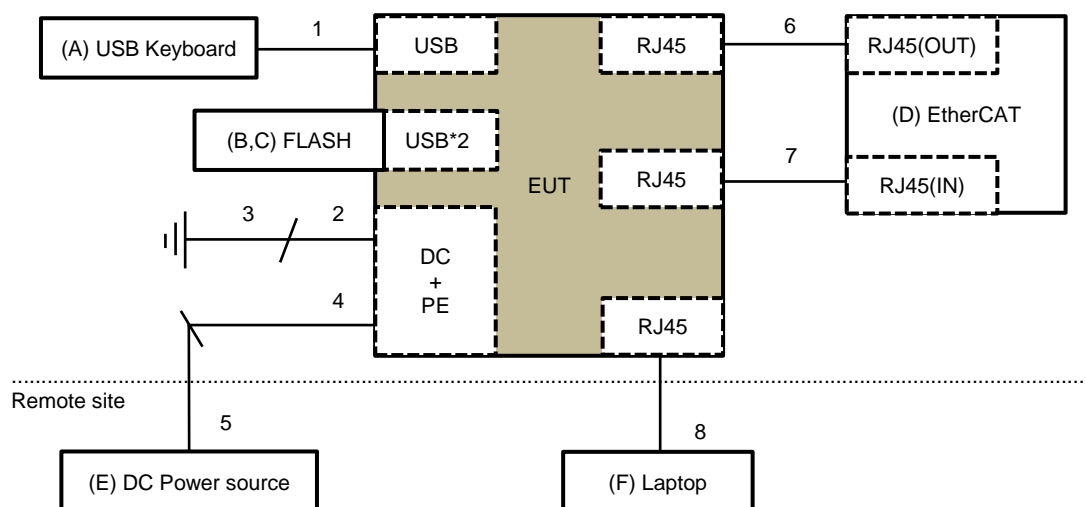 1
6
(A) USB Keyboard
USB
RJ45
RJ45(OUT)
(D) EtherCAT
(B,C) FLASH
USB*2
EUT
7
RJ45
RJ45(IN)
3
2
DC
+
PE
4
RJ45
Remote site
5
8
(E) DC Power source
(F) Laptop